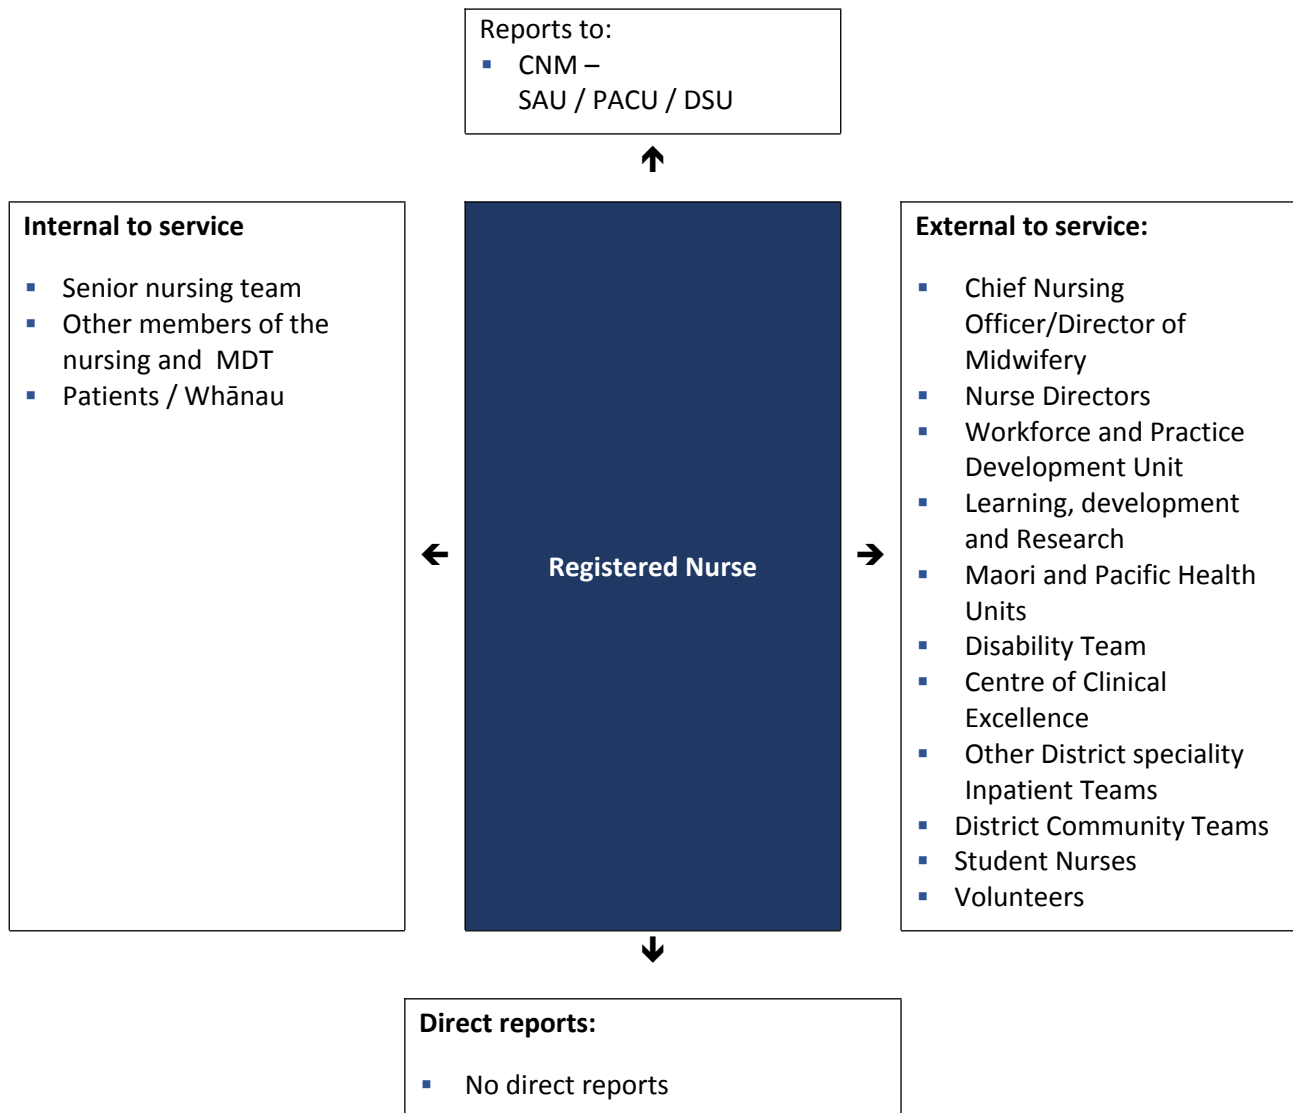 Reports to:
▪ CNM –
SAU / PACU / DSU
Internal to service
▪ Senior nursing team
▪ Other members of the
nursing and  MDT
▪ Patients / Whānau
Registered Nurse
External to service:
▪ Chief Nursing
Officer/Director of
Midwifery
▪ Nurse Directors
▪ Workforce and Practice
Development Unit
▪ Learning, development
and Research
▪ Maori and Pacific Health
Units
▪ Disability Team
▪ Centre of Clinical
Excellence
▪ Other District speciality
Inpatient Teams
▪ District Community Teams
▪ Student Nurses
▪ Volunteers
Direct reports:
▪ No direct reports